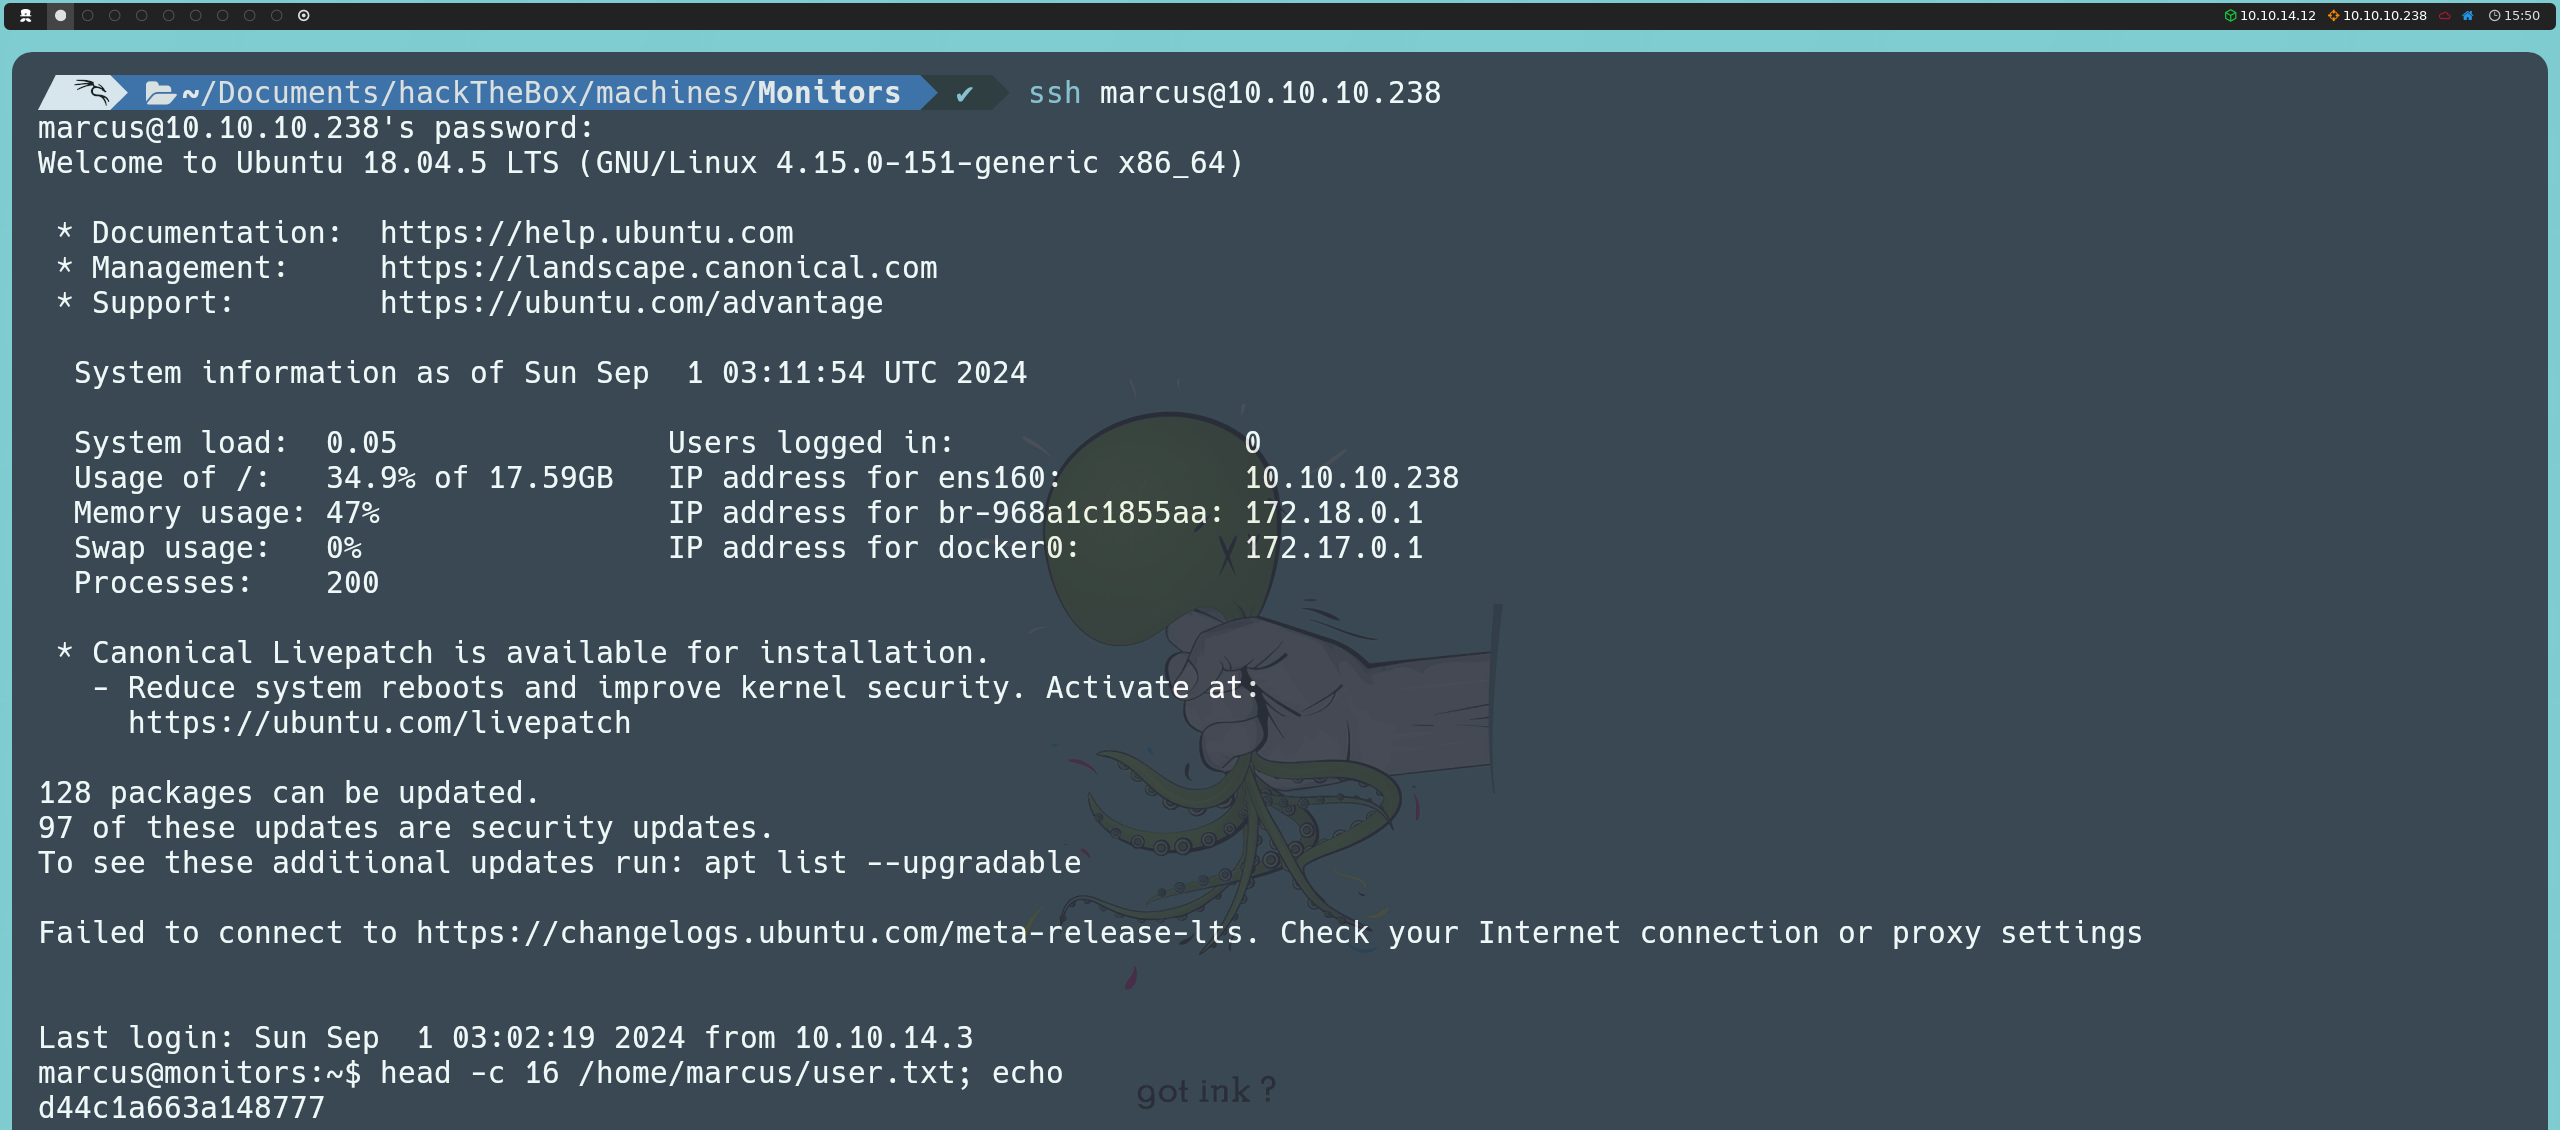 10.10.14.12 10.10.10.238 15:50
~/Documents/hackTheBox/machines/Monitors ✔ ssh marcus@10.10.10.238
marcus@10.10.10.238's password:
Welcome to Ubuntu 18.04.5 LTS (GNU/Linux 4.15.0-151-generic x86_64)
* Documentation:  https://help.ubuntu.com
* Management:     https://landscape.canonical.com
* Support:        https://ubuntu.com/advantage
System information as of Sun Sep  1 03:11:54 UTC 2024
System load:  0.05               Users logged in:                0
Usage of /:   34.9% of 17.59GB   IP address for ens160:          10.10.10.238
Memory usage: 47%                IP address for br-968a1c1855aa: 172.18.0.1
Swap usage:   0%                 IP address for docker0:         172.17.0.1
Processes:    200
* Canonical Livepatch is available for installation.
- Reduce system reboots and improve kernel security. Activate at:
https://ubuntu.com/livepatch
128 packages can be updated.
97 of these updates are security updates.
To see these additional updates run: apt list --upgradable
Failed to connect to https://changelogs.ubuntu.com/meta-release-lts. Check your Internet connection or proxy settings
Last login: Sun Sep  1 03:02:19 2024 from 10.10.14.3
marcus@monitors:~$ head -c 16 /home/marcus/user.txt; echo
got ink ?
d44c1a663a148777